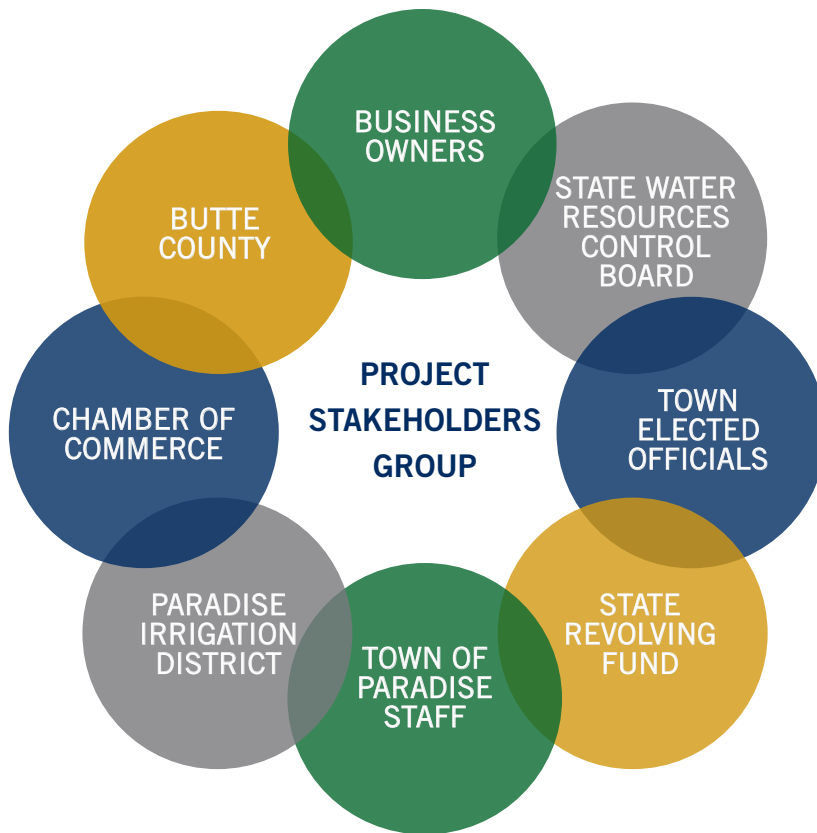 BUSINESS
OWNERS
STATE WATER
RESOURCES
CONTROL
BOARD
TOWN
ELECTED
OFFICIALS
STATE
REVOLVING
FUND
TOWN OF
PARADISE
STAFF
PARADISE
IRRIGATION
DISTRICT
CHAMBER OF
COMMERCE
BUTTE
COUNTY
PROJECT
STAKEHOLDERS
GROUP